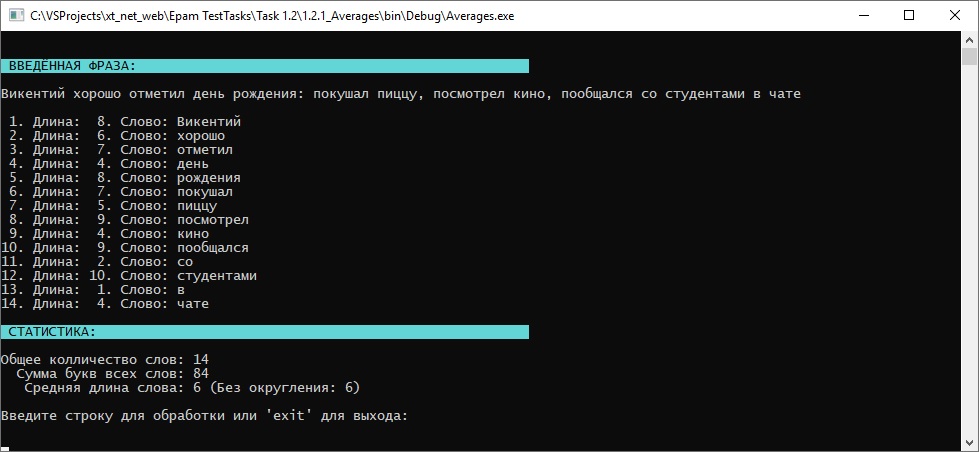 C:\VSProjects\xt_net_web\Epam TestTasks\Task 1.2\1.2.1_Averages\bin\Debug\Averages.exe
ВВЕДЁННАЯ ФРАЗА:
Викентий хорошо отметил день рождения: покушал пиццу, посмотрел кино, пообщался со студентами в чате
1. Длина: 8. Слово: Викентий
2. Длина: 6. Слово: хорошо
3. Длина: 7. Слово: отметил
4. Длина: 4. Слово: день
5. Длина: 8. Слово: рождения
6. Длина: 7. Слово: покушал
7. Длина: 5. Слово: пиццу
8. Длина: 9. Слово: посмотрел
9. Длина: 4. Слово: кино
10. Длина: 9. Слово: пообщался
11. Длина: 2. Слово: со
12. Длина: 10. Слово: студентами
13. Длина: 1. Слово: в
14. Длина: 4. Слово: чате
СТАТИСТИКА:
Общее колличество слов: 14
Сумма букв всех слов: 84
Средняя длина слова: 6 (Без округления: 6)
Введите строку для обработки или 'exit' для выхода: